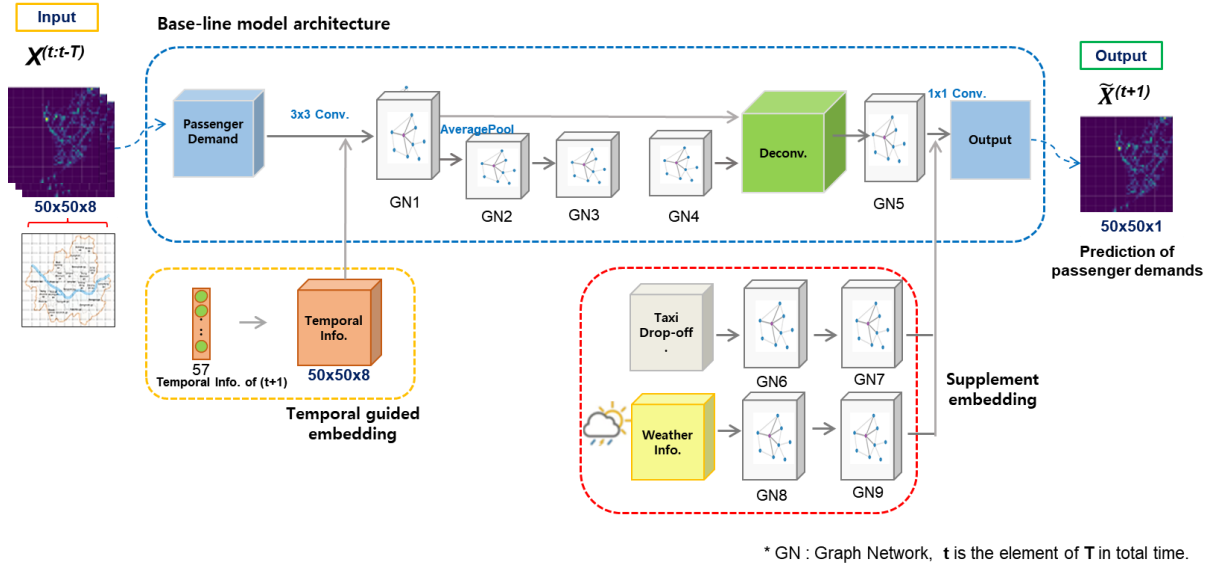 Input
X(t:t-T)
50x50x8
Base-line model architecture
Passenger
Demand
3x3 Conv.
GN1
AveragePool
GN2
GN3
GN4
Deconv.
GN5
1x1 Conv.
Output
Output
X̃(t+1)
50x50x1
Prediction of
passenger demands
57
Temporal Info. of (t+1)
Temporal
Info.
50x50x8
Temporal guided
embedding
Taxi
Drop-off
.
GN6
GN7
Weather
Info.
GN8
GN9
Supplement
embedding
* GN : Graph Network, t is the element of T in total time.